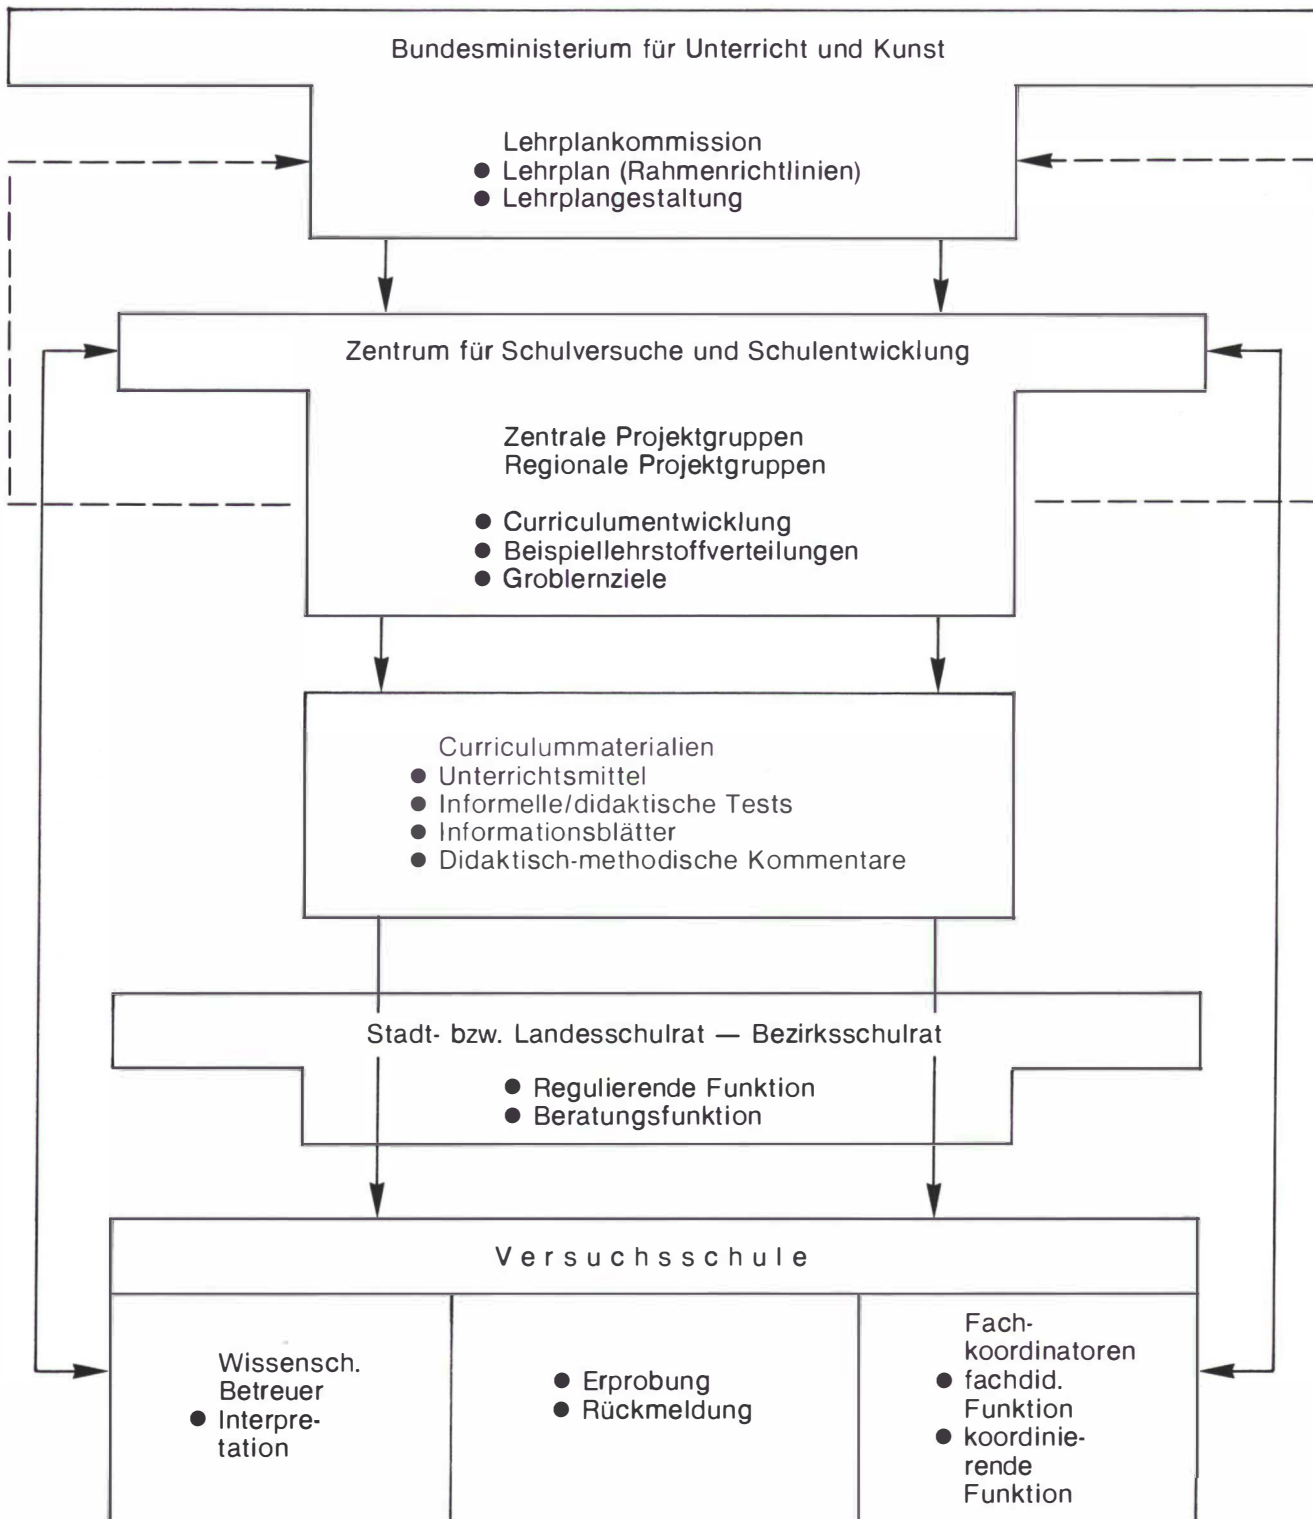 Bundesministerium für Unterricht und Kunst
Lehrplankommission
● Lehrplan (Rahmenrichtlinien)
● Lehrplangestaltung
Zentrum für Schulversuche und Schulentwicklung
Zentrale Projektgruppen
Regionale Projektgruppen
● Curriculumentwicklung
● Beispiellehrstoffverteilungen
● Groblernziele
Curriculummaterialien
● Unterrichtsmittel
● Informelle/didaktische Tests
● Informationsblätter
● Didaktisch-methodische Kommentare
Stadt- bzw. Landesschulrat — Bezirksschulrat
● Regulierende Funktion
● Beratungsfunktion
Versuchsschule
Wissensch.
Betreuer
● Interpre-
tation
● Erprobung
● Rückmeldung
Fach-
koordinatoren
● fachdid.
Funktion
● koordinie-
rende
Funktion